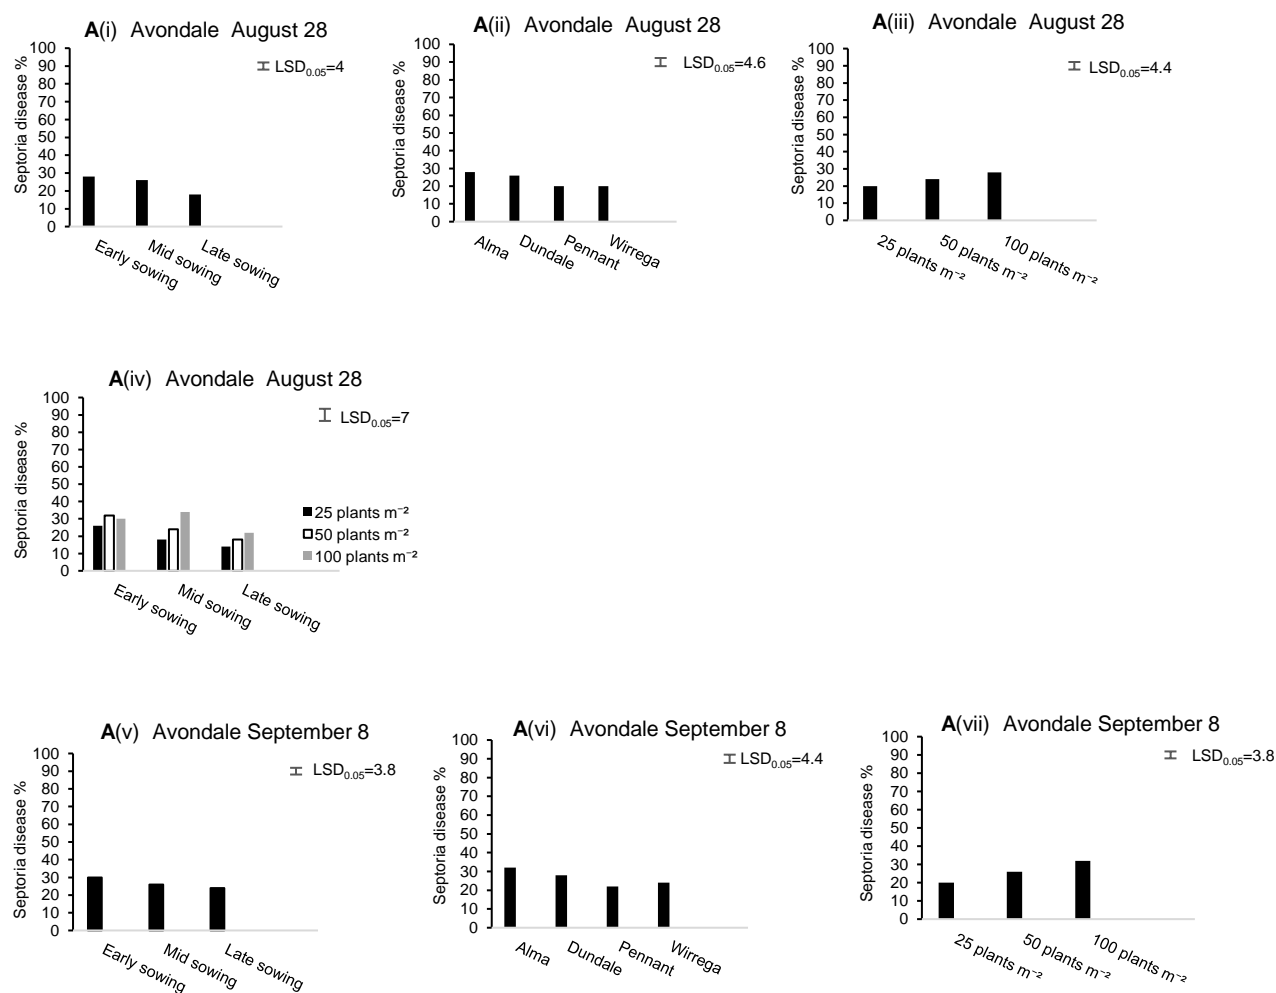 A(i) Avondale August 28
LSD0.05=4
Septoria disease %
100
90
80
70
60
50
40
30
20
10
0
Early sowing
Mid sowing
Late sowing
A(ii) Avondale August 28
LSD0.05=4.6
Septoria disease %
100
90
80
70
60
50
40
30
20
10
0
Alma
Dundale
Pennant
Wirrega
A(iii) Avondale August 28
LSD0.05=4.4
Septoria disease %
100
90
80
70
60
50
40
30
20
10
0
25 plants m⁻²
50 plants m⁻²
100 plants m⁻²
A(iv) Avondale August 28
LSD0.05=7
Septoria disease %
100
90
80
70
60
50
40
30
20
10
0
25 plants m⁻²
50 plants m⁻²
100 plants m⁻²
Early sowing
Mid sowing
Late sowing
A(v) Avondale September 8
LSD0.05=3.8
Septoria disease %
100
90
80
70
60
50
40
30
20
10
0
Early sowing
Mid sowing
Late sowing
A(vi) Avondale September 8
LSD0.05=4.4
Septoria disease %
100
90
80
70
60
50
40
30
20
10
0
Alma
Dundale
Pennant
Wirrega
A(vii) Avondale September 8
LSD0.05=3.8
Septoria disease %
100
90
80
70
60
50
40
30
20
10
0
25 plants m⁻²
50 plants m⁻²
100 plants m⁻²